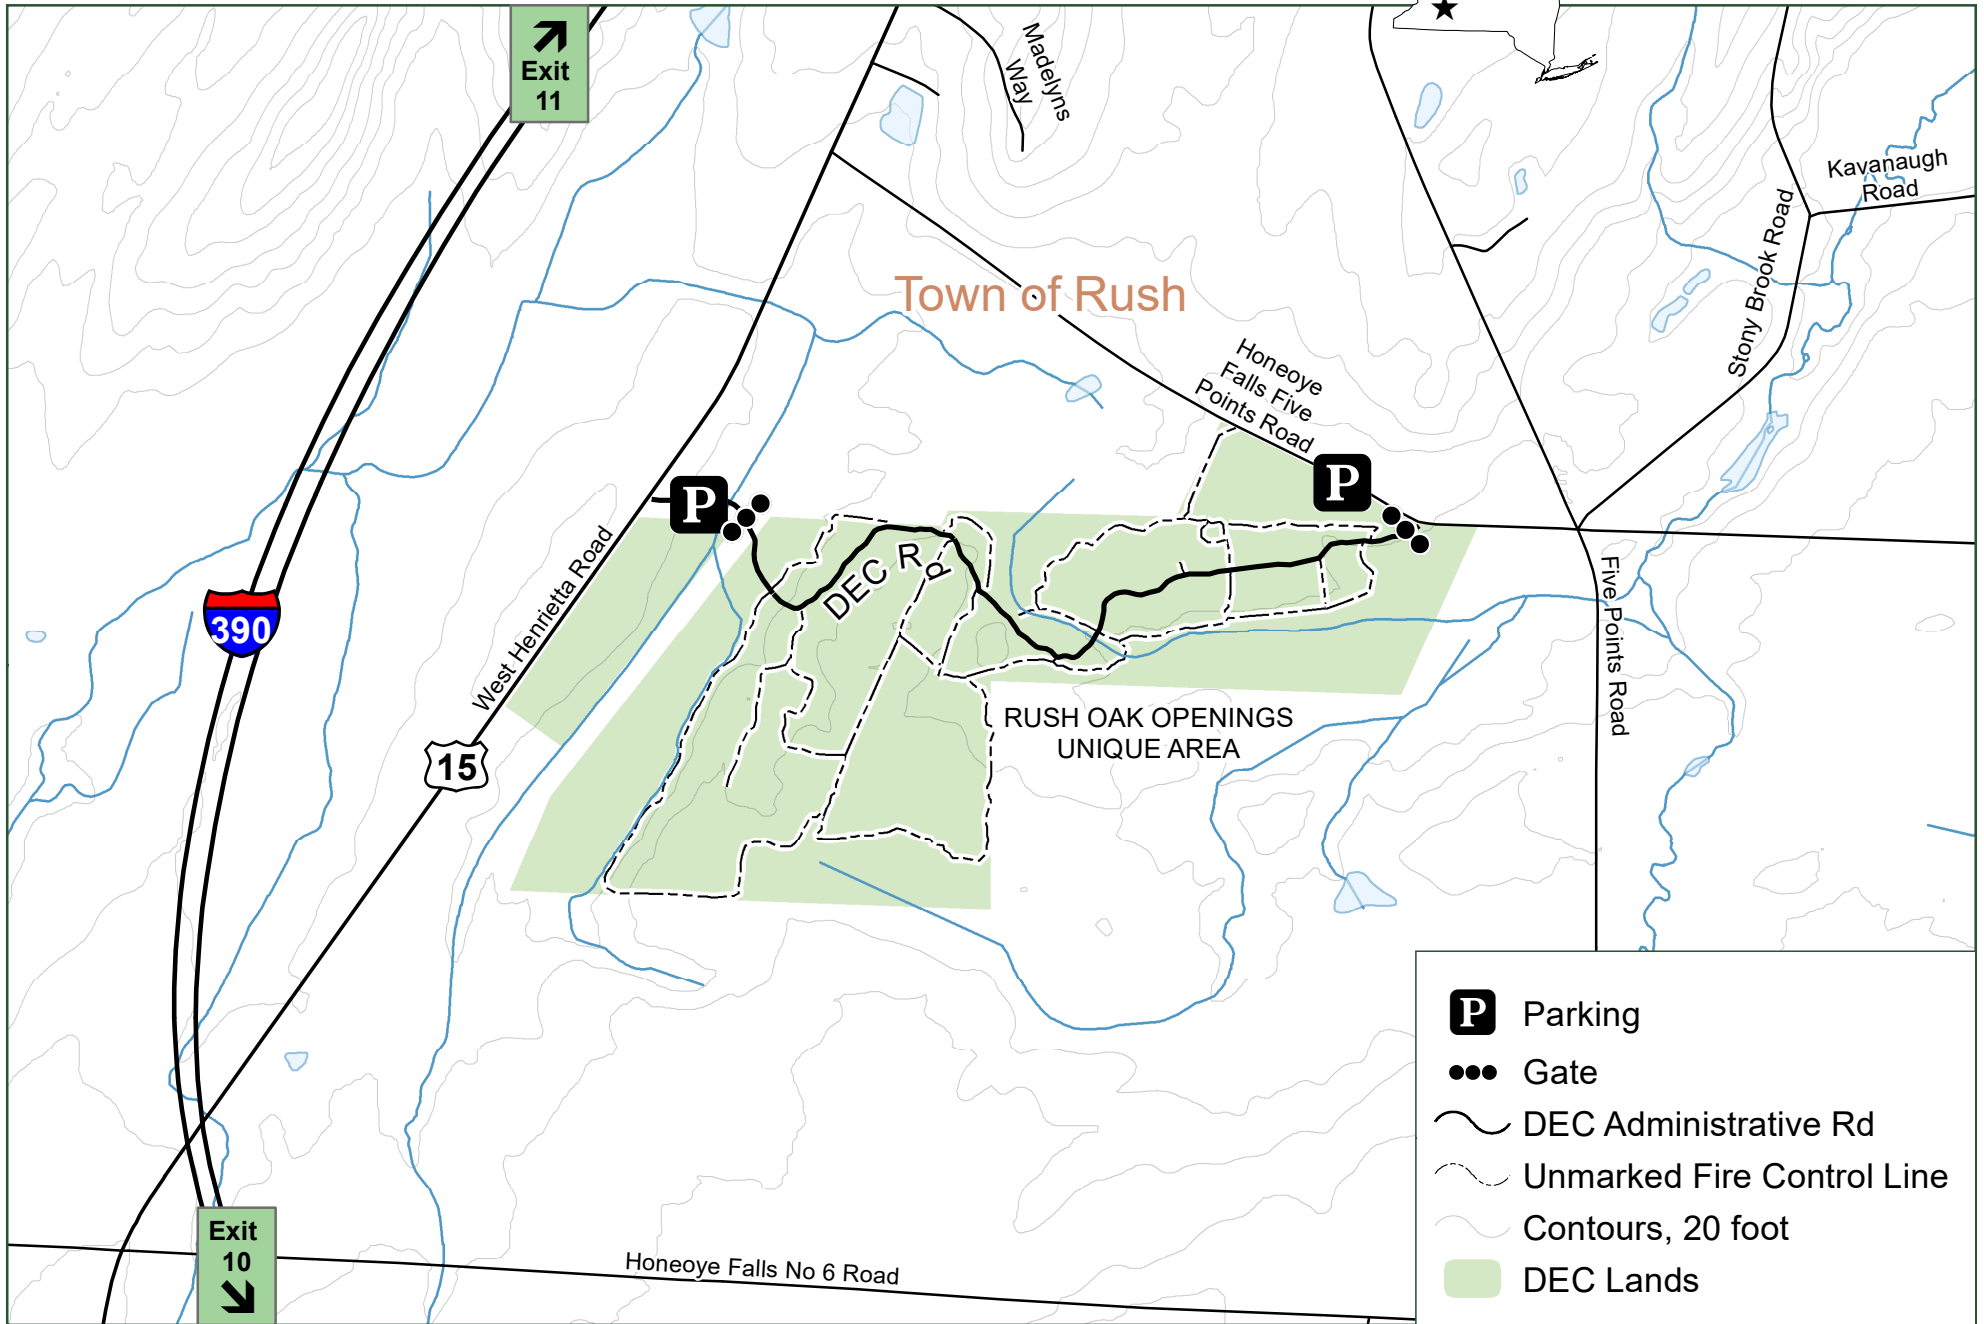 Exit
11
Madelyns
Way
Kavanaugh
Road
Stony Brook Road
Town of Rush
Honeoye
Falls Five
Points Road
P
P
West Henrietta Road
DEC Rd
390
15
Five Points Road
RUSH OAK OPENINGS
UNIQUE AREA
Exit
10
Honeoye Falls No 6 Road
P Parking
Gate
DEC Administrative Rd
Unmarked Fire Control Line
Contours, 20 foot
DEC Lands